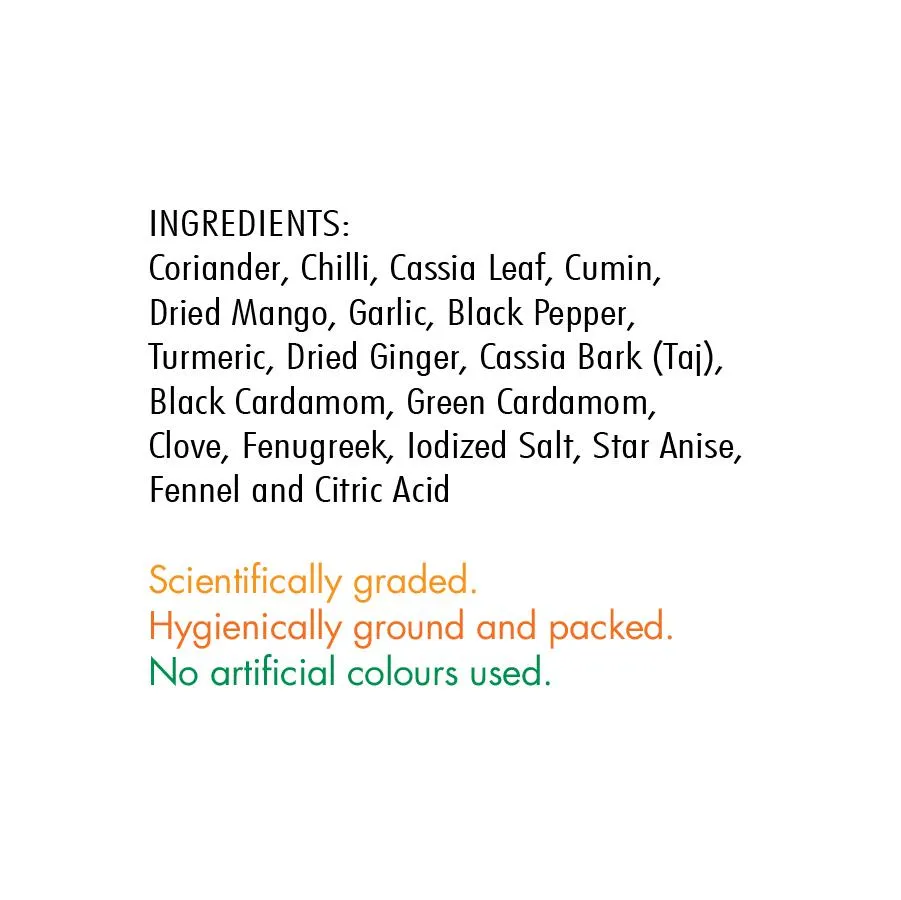 INGREDIENTS:
Coriander, Chilli, Cassia Leaf, Cumin,
Dried Mango, Garlic, Black Pepper,
Turmeric, Dried Ginger, Cassia Bark (Taj),
Black Cardamom, Green Cardamom,
Clove, Fenugreek, Iodized Salt, Star Anise,
Fennel and Citric Acid
Scientifically graded.
Hygienically ground and packed.
No artificial colours used.